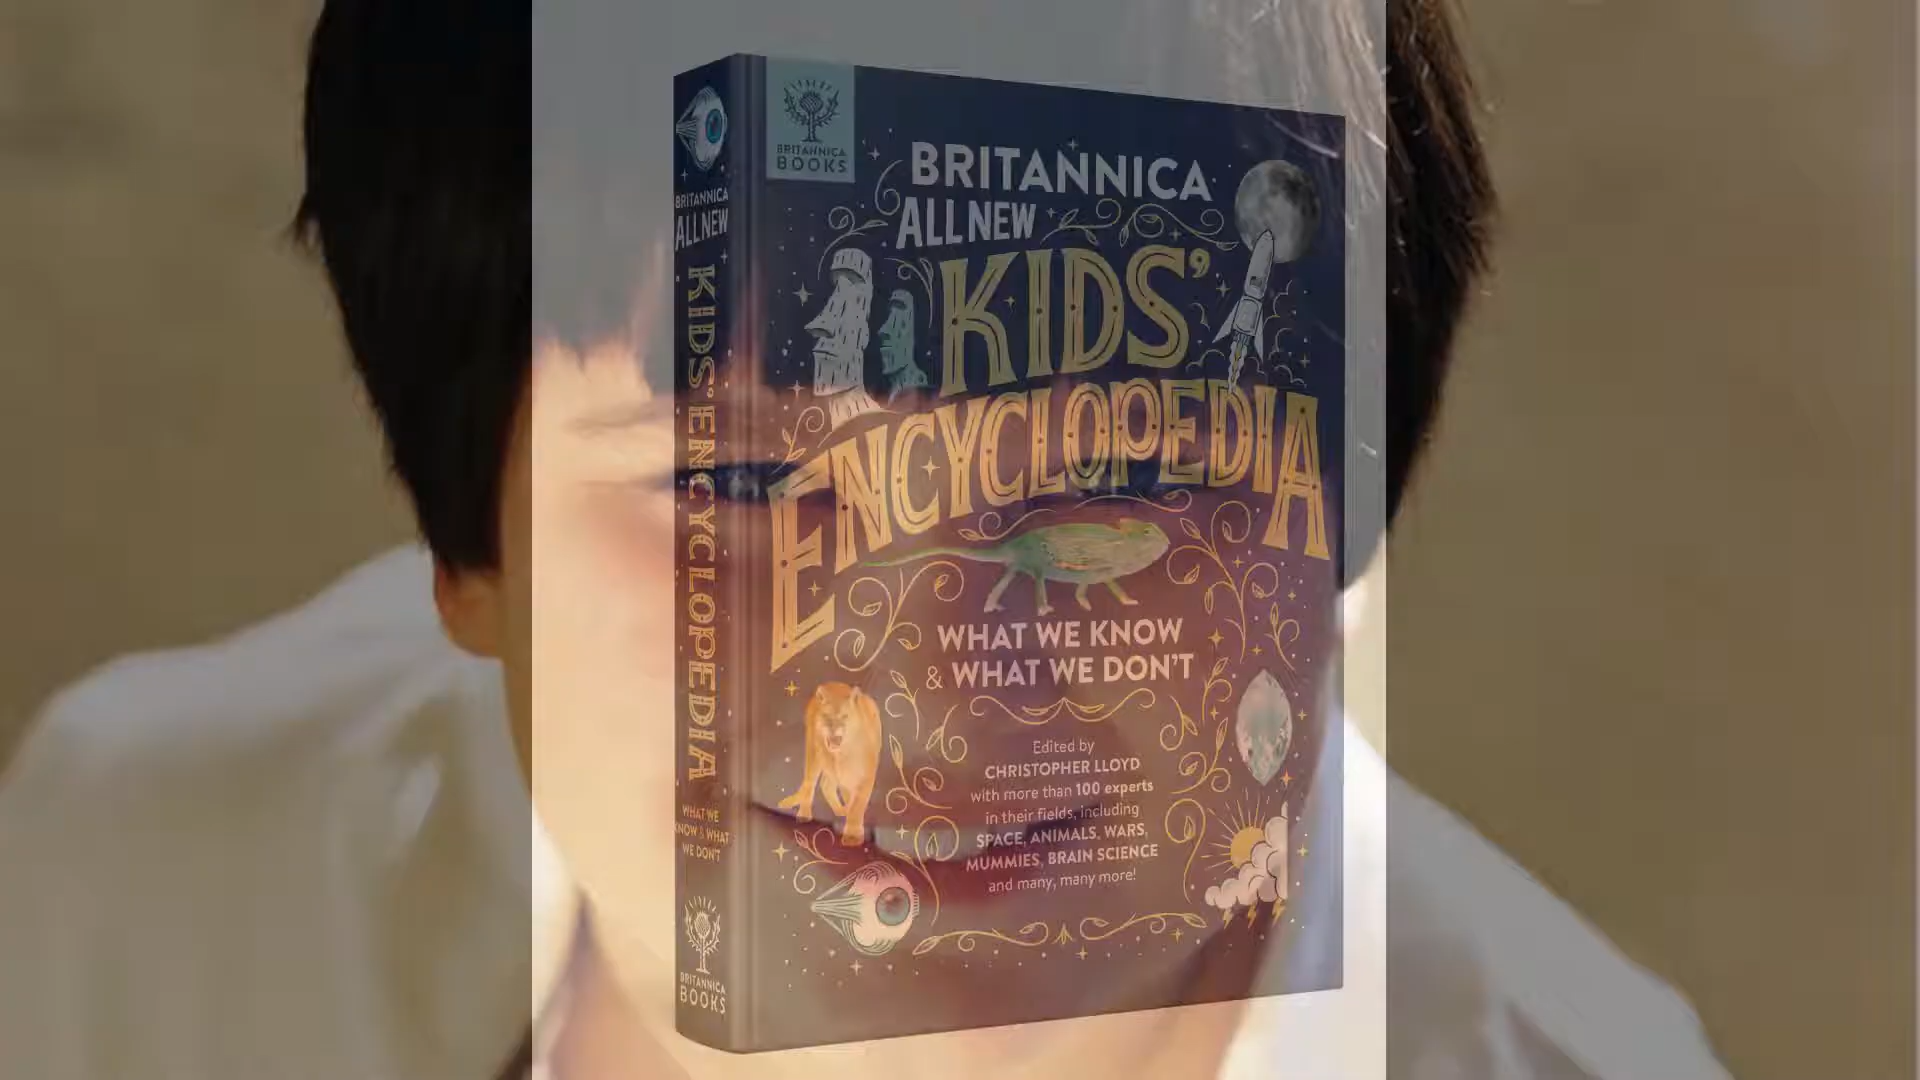 BRITANNICA
BOOKS
BRITANNICA
ALL NEW
KIDS'
ENCYCLOPEDIA
WHAT WE KNOW
& WHAT WE DON'T
Edited by
CHRISTOPHER LLOYD
with more than 100 experts
in their fields, including
SPACE, ANIMALS, WARS,
MUMMIES, BRAIN SCIENCE
and many, many more!
BRITANNICA
ALL NEW
KIDS' ENCYCLOPEDIA
WHAT WE
KNOW & WHAT
WE DON'T
BRITANNICA
BOOKS